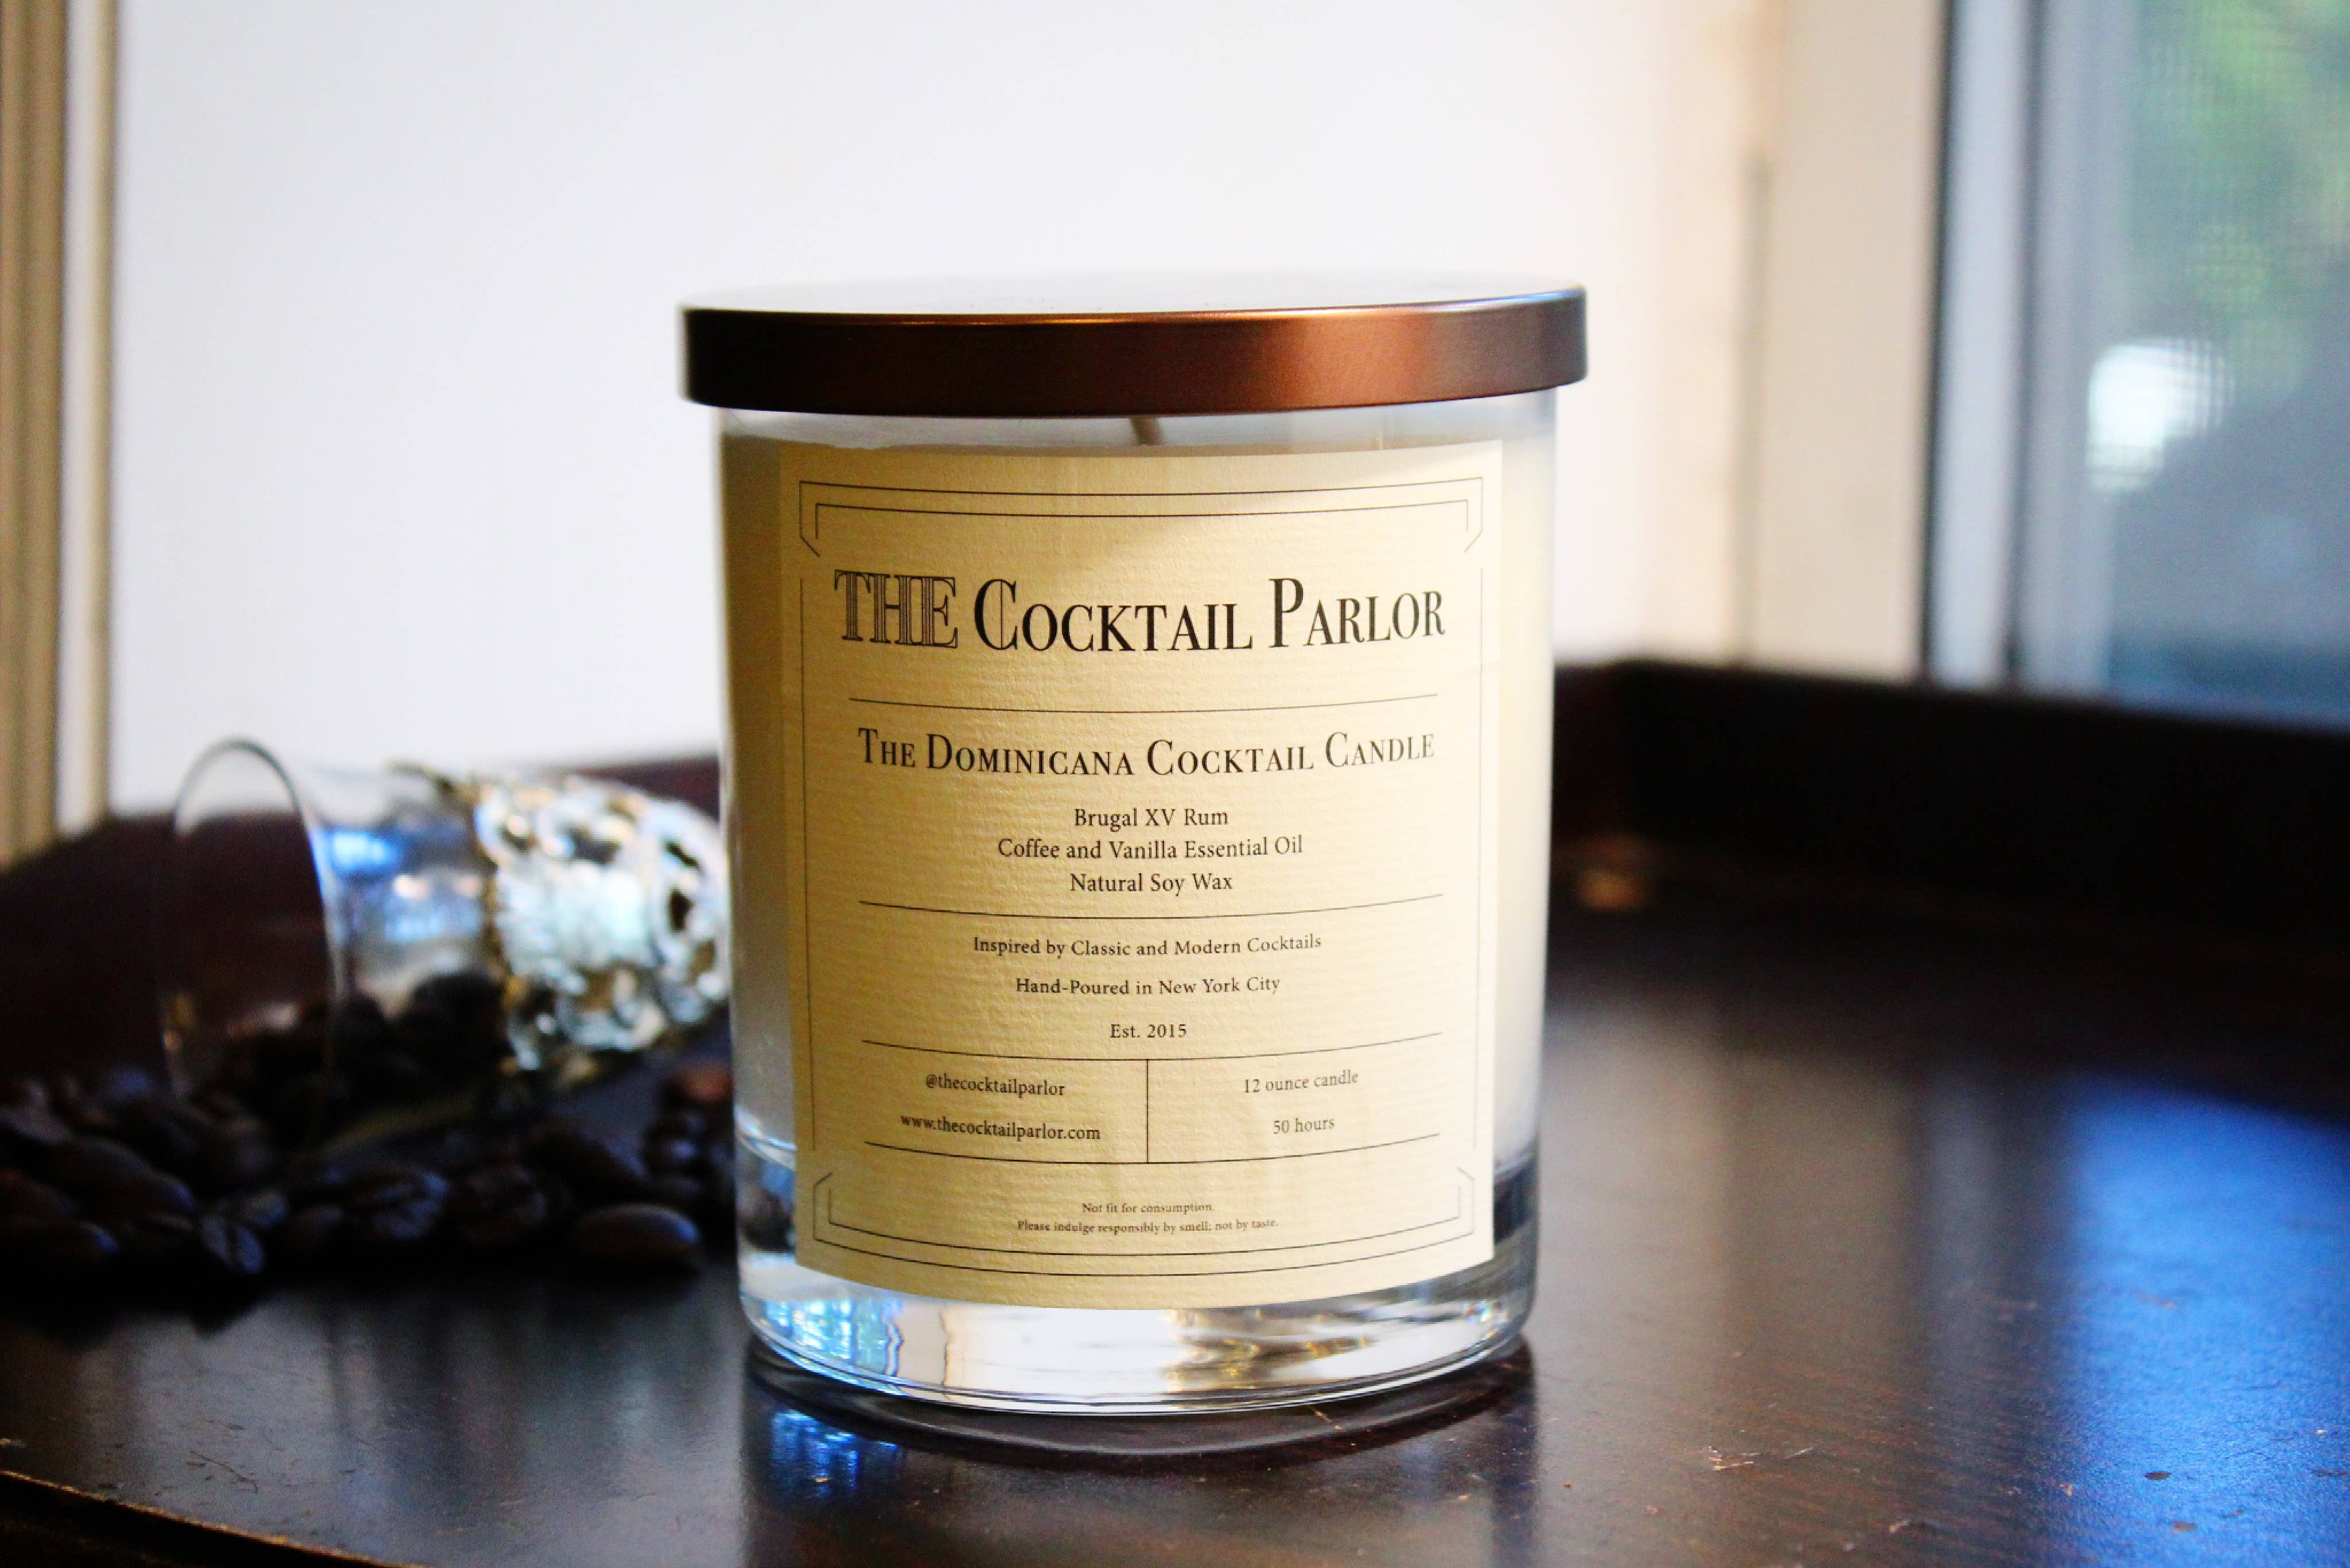 THE COCKTAIL PARLOR
THE DOMINICANA COCKTAIL CANDLE
Brugal XV Rum
Coffee and Vanilla Essential Oil
Natural Soy Wax
Inspired by Classic and Modern Cocktails
Hand-Poured in New York City
Est. 2015
@thecocktailparlor
www.thecocktailparlor.com
12 ounce candle
50 hours
Not fit for consumption.
Please indulge responsibly by smell; not by taste.